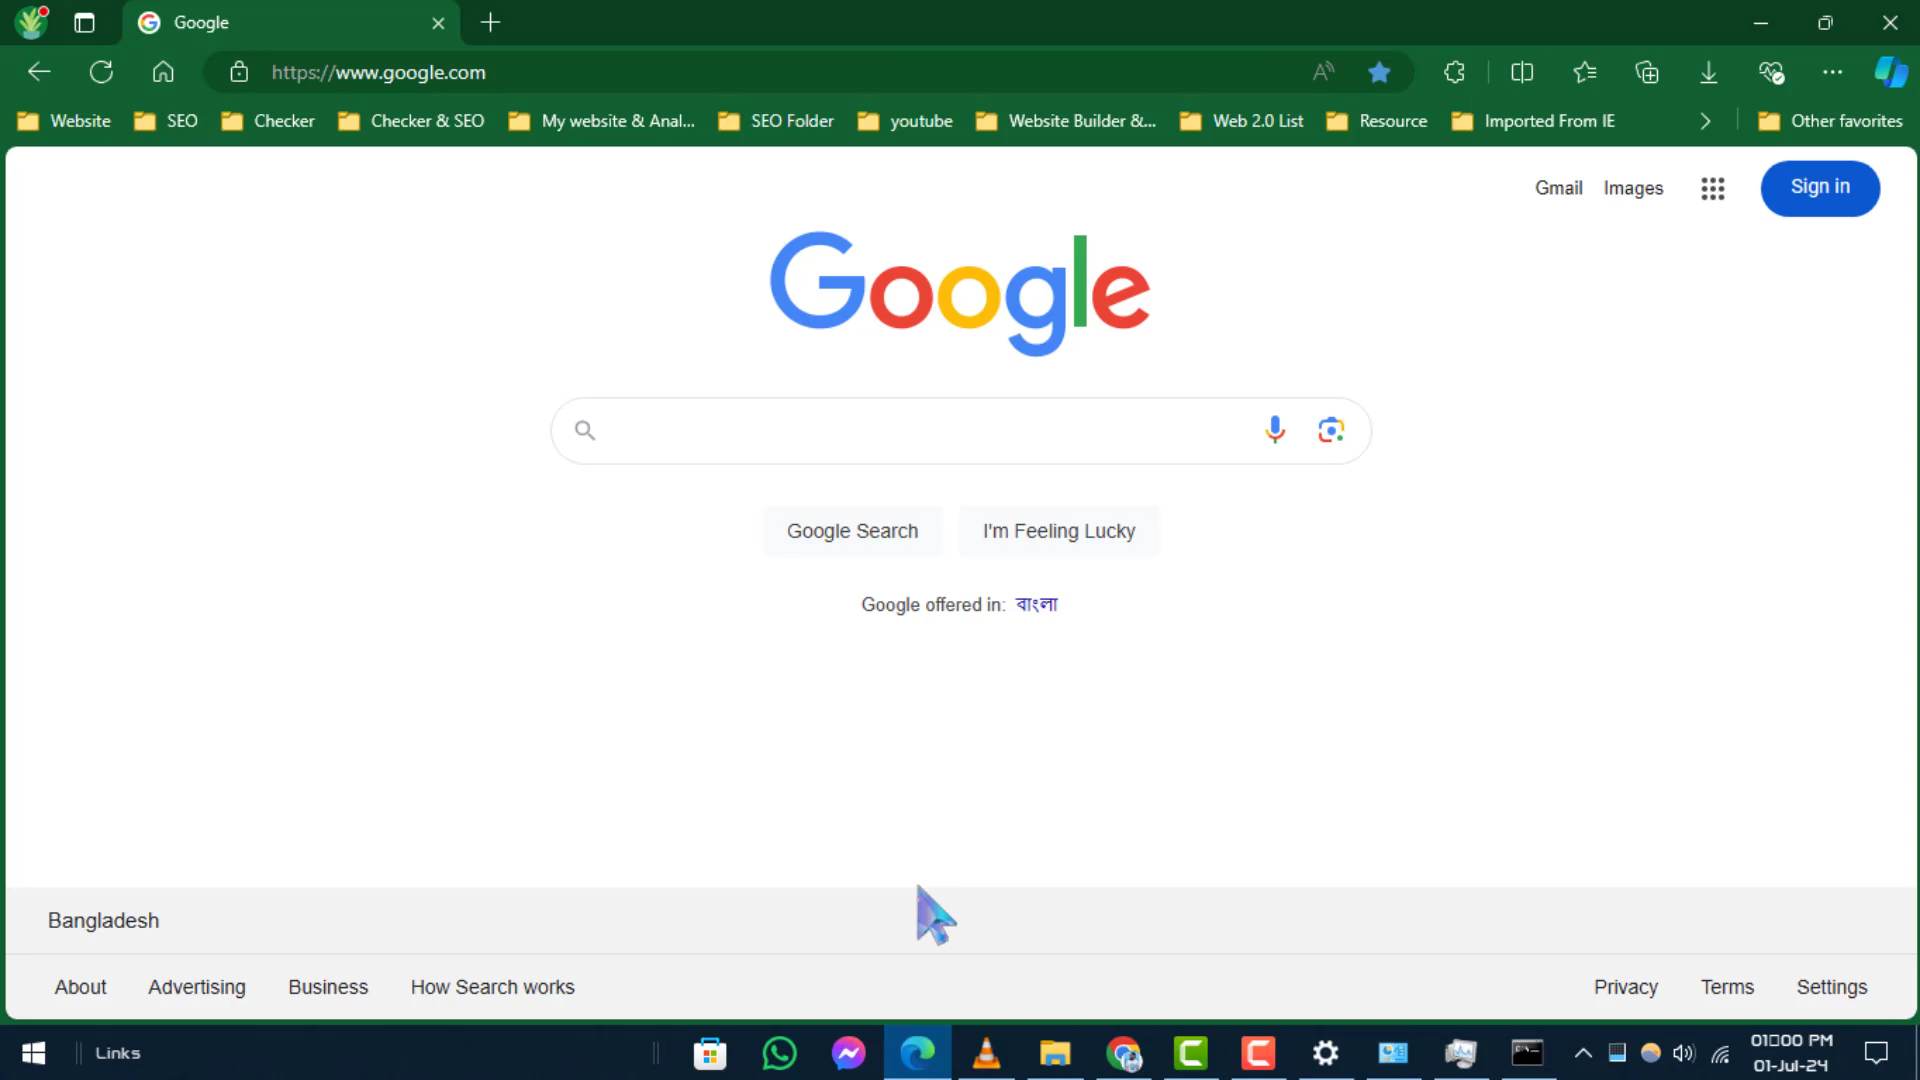 Google
https://www.google.com
Website SEO Checker Checker & SEO My website & Anal... SEO Folder youtube Website Builder &... Web 2.0 List Resource Imported From IE Other favorites
Gmail Images Sign in
Google
Google Search I'm Feeling Lucky
Google offered in: বাংলা
Bangladesh
About Advertising Business How Search works Privacy Terms Settings
Links
01□00 PM
01-Jul-24